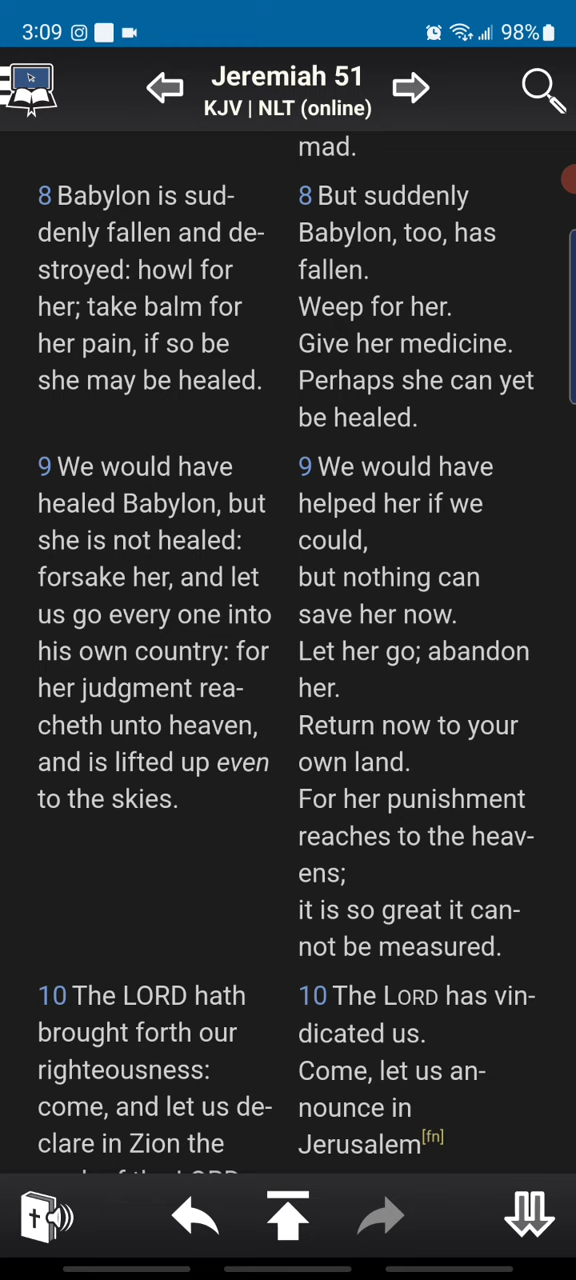 3:09
98%
Jeremiah 51
KJV | NLT (online)
mad.
8 Babylon is sud-
denly fallen and de-
stroyed: howl for
her; take balm for
her pain, if so be
she may be healed.
8 But suddenly
Babylon, too, has
fallen.
Weep for her.
Give her medicine.
Perhaps she can yet
be healed.
9 We would have
healed Babylon, but
she is not healed:
forsake her, and let
us go every one into
his own country: for
her judgment rea-
cheth unto heaven,
and is lifted up even
to the skies.
9 We would have
helped her if we
could,
but nothing can
save her now.
Let her go; abandon
her.
Return now to your
own land.
For her punishment
reaches to the heav-
ens;
it is so great it can-
not be measured.
10 The LORD hath
brought forth our
righteousness:
come, and let us de-
clare in Zion the
10 The LORD has vin-
dicated us.
Come, let us an-
nounce in
Jerusalem[fn]